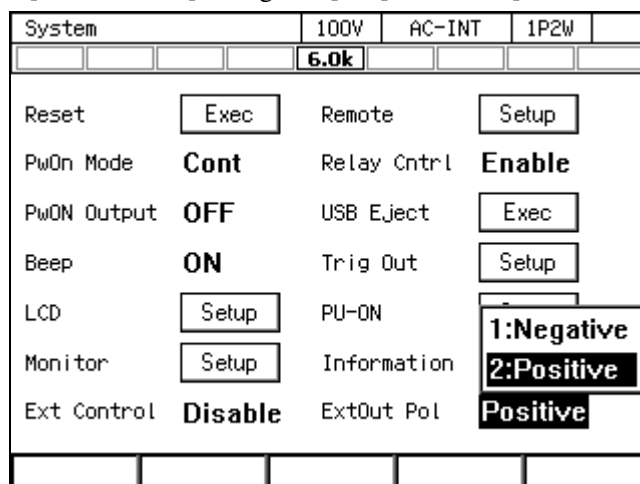 System 100V AC-INT 1P2W
6.0k
Reset Exec Remote Setup
PwOn Mode Cont Relay Cntrl Enable
PwON Output OFF USB Eject Exec
Beep ON Trig Out Setup
LCD Setup PU-ON
1:Negative
Monitor Setup Information 2:Positive
Ext Control Disable ExtOut Pol Positive